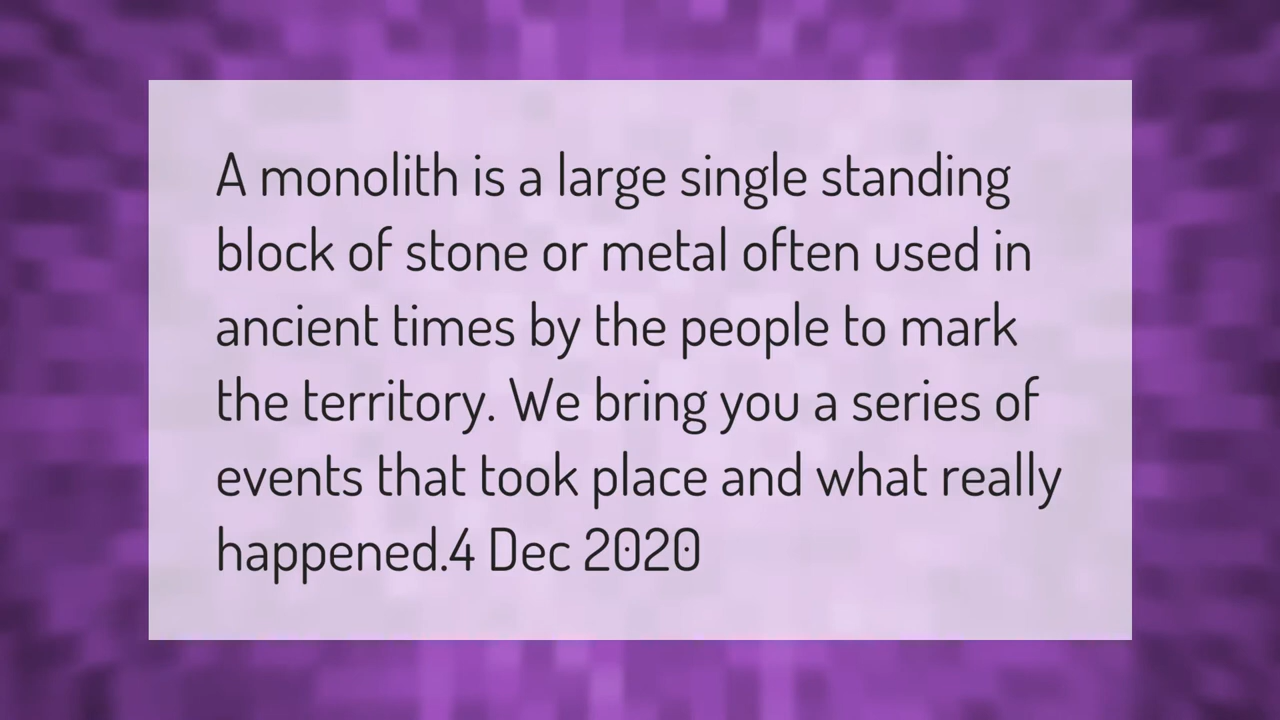 A monolith is a large single standing
block of stone or metal often used in
ancient times by the people to mark
the territory. We bring you a series of
events that took place and what really
happened.4 Dec 2020